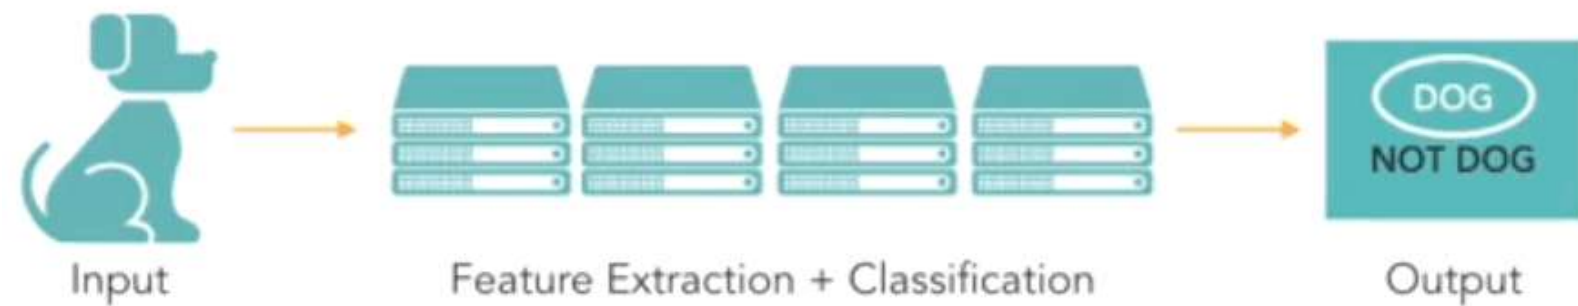 DOG
NOT DOG
Input
Feature Extraction + Classification
Output